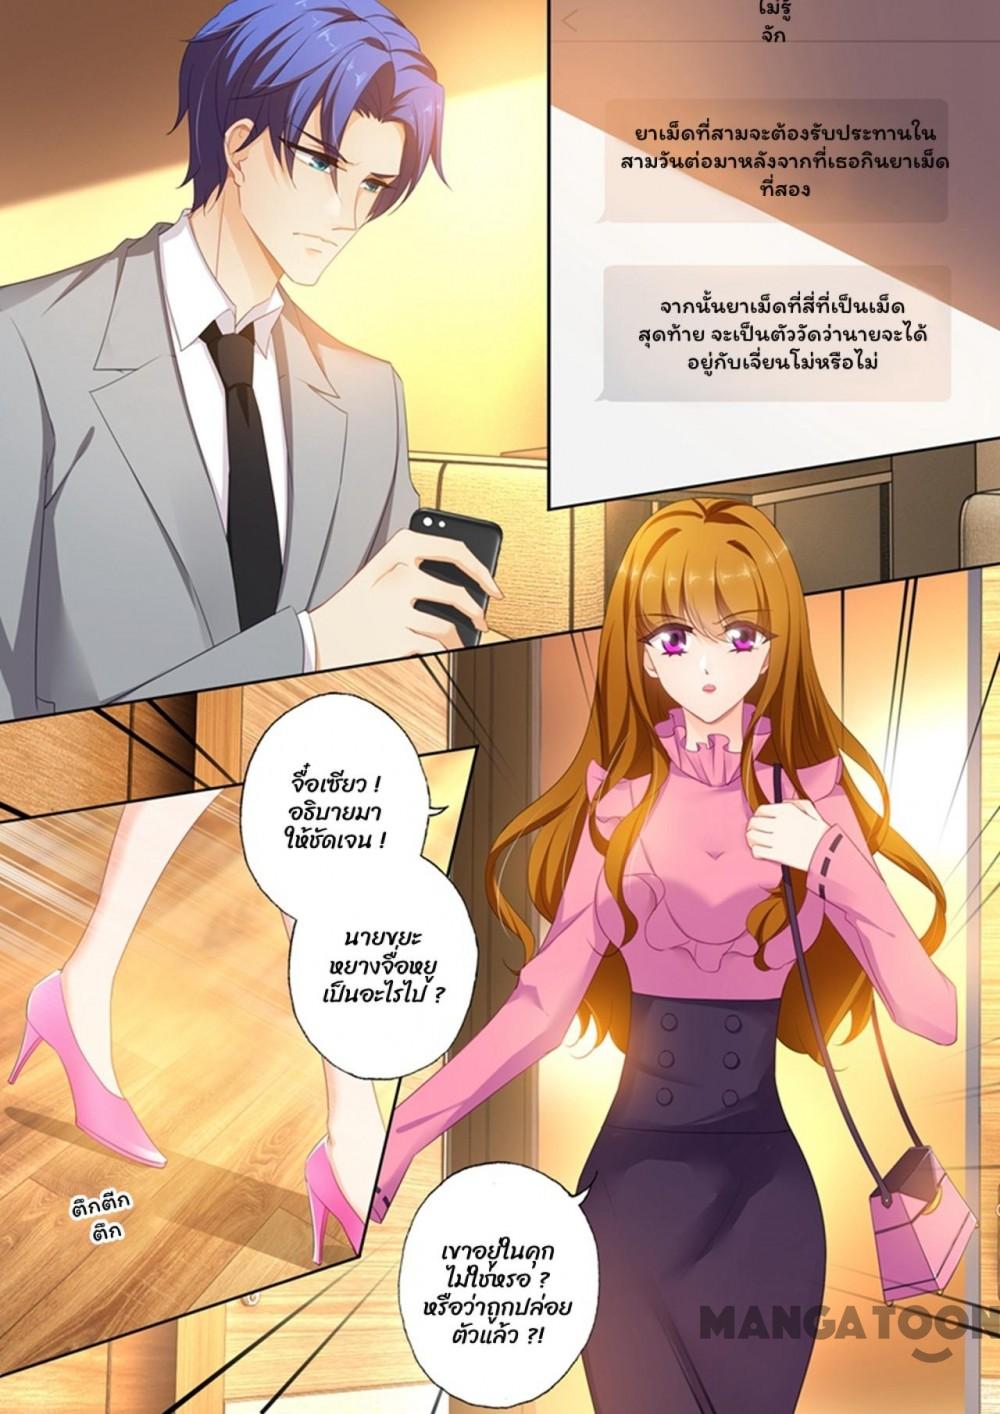 ไม่รู้
จัก
ยาเม็ดที่สามจะต้องรับประทานใน
สามวันต่อมาหลังจากที่เธอกินยาเม็ด
ที่สอง
จากนั้นยาเม็ดที่สี่ที่เป็นเม็ด
สุดท้าย จะเป็นตัววัดว่านายจะได้
อยู่กับเจี่ยนโม่หรือไม่
จื่อเซียว !
อธิบายมา
ให้ชัดเจน !
นายขยะ
หยางจื่อหยู
เป็นอะไรไป ?
ตึกตึก
ตึก
เขาอยู่ในคุก
ไม่ใช่หรอ ?
หรือว่าถูกปล่อย
ตัวแล้ว ?!
MANGATOON